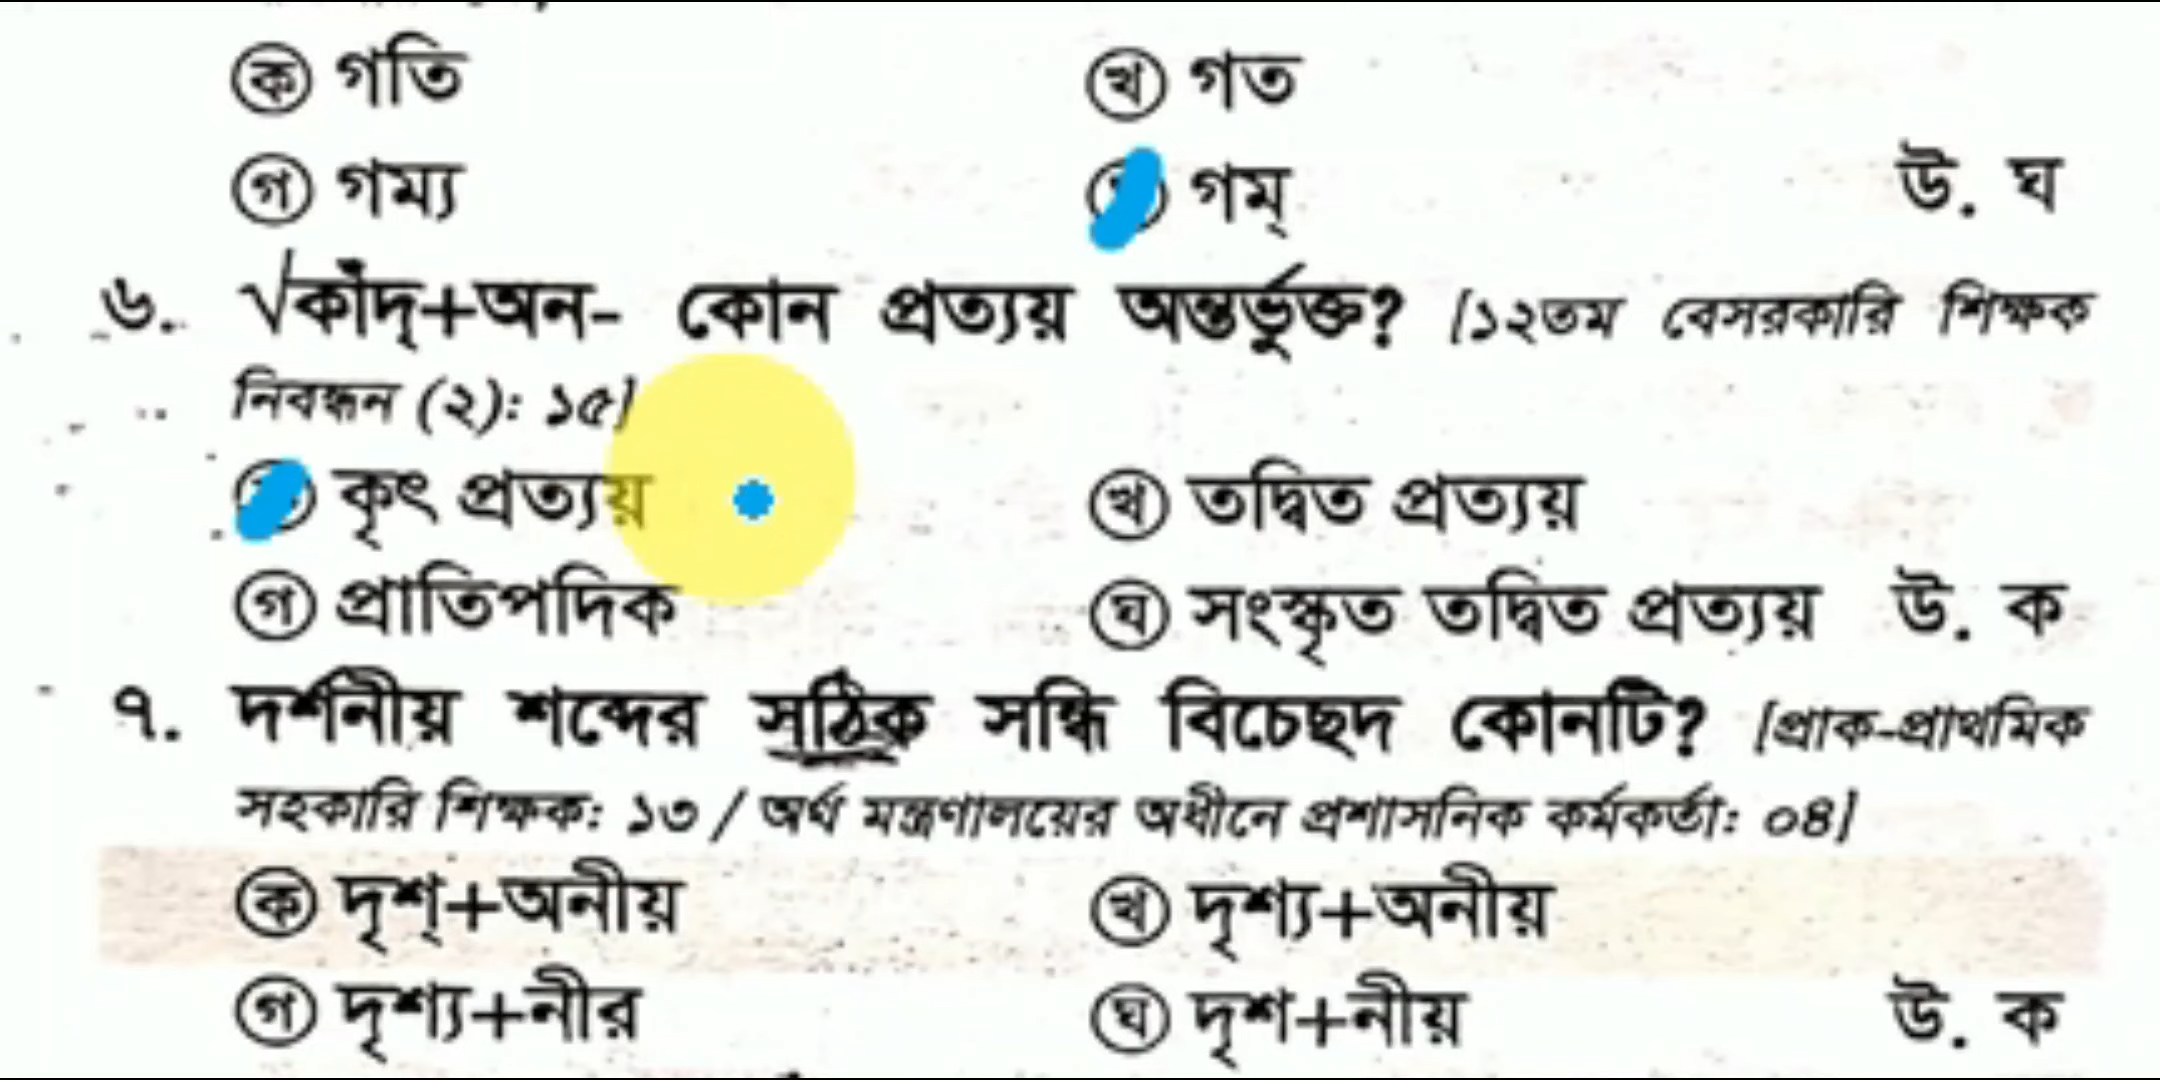 ক গতি খ গত
গ গম্য গম্ উ. ঘ
৬. √কাঁদ্+অন- কোন প্রত্যয় অন্তর্ভুক্ত? [১২তম বেসরকারি শিক্ষক
নিবন্ধন (২): ১৫]
কৃৎ প্রত্যয় খ তদ্বিত প্রত্যয়
গ প্রাতিপদিক ঘ সংস্কৃত তদ্বিত প্রত্যয় উ. ক
৭. দর্শনীয় শব্দের সঠিক সন্ধি বিচ্ছেদ কোনটি? [প্রাক-প্রাথমিক
সহকারি শিক্ষক: ১৩ / অর্থ মন্ত্রণালয়ের অধীনে প্রশাসনিক কর্মকর্তা: ০৪]
ক দৃশ্+অনীয় খ দৃশ্য+অনীয়
গ দৃশ্য+নীর ঘ দৃশ+নীয় উ. ক